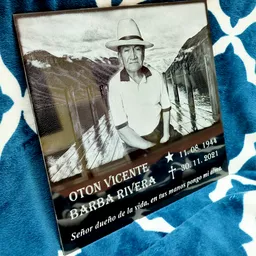 OTON VICENTE
BARBA RIVERA
11. 08. 1944
30. 11. 2021
Señor dueño de la vida, en tus manos pongo mi alma